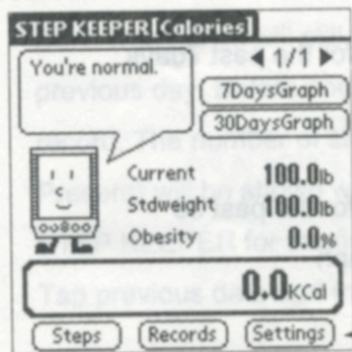 STEP KEEPER[Calories]
You're normal.
◀ 1/1 ▶
7DaysGraph
30DaysGraph
Current 100.0lb
Stdweight 100.0lb
Obesity 0.0%
0.0KCal
Steps Records Settings